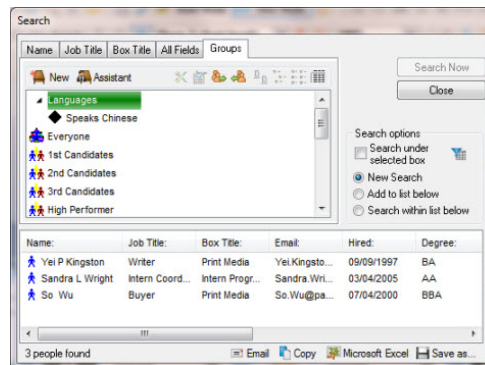 Search
Name Job Title Box Title All Fields Groups
New Assistant
Search Now
Close
Languages
Speaks Chinese
Everyone
1st Candidates
2nd Candidates
3rd Candidates
High Performer
Search options
Search under
selected box
New Search
Add to list below
Search within list below
Name: Job Title: Box Title: Email: Hired: Degree:
Yei P Kingston Writer Print Media Yei.Kingsto... 09/09/1997 BA
Sandra L Wright Intern Coord... Intern Progr... Sandra.Wri... 03/04/2005 AA
So Wu Buyer Print Media So.Wu@pa... 07/04/2000 BBA
3 people found Email Copy Microsoft Excel Save as...